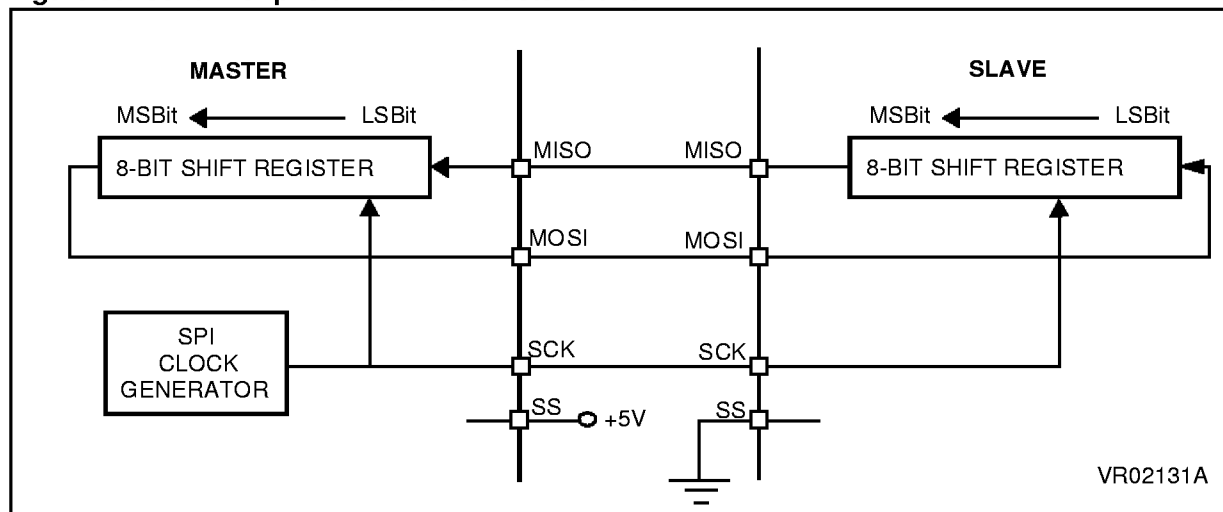 MASTER
SLAVE
MSBit LSBit
MSBit LSBit
8-BIT SHIFT REGISTER
MISO
MISO
8-BIT SHIFT REGISTER
MOSI
MOSI
SPI
CLOCK
GENERATOR
SCK
SCK
SS
+5V
SS
VR02131A